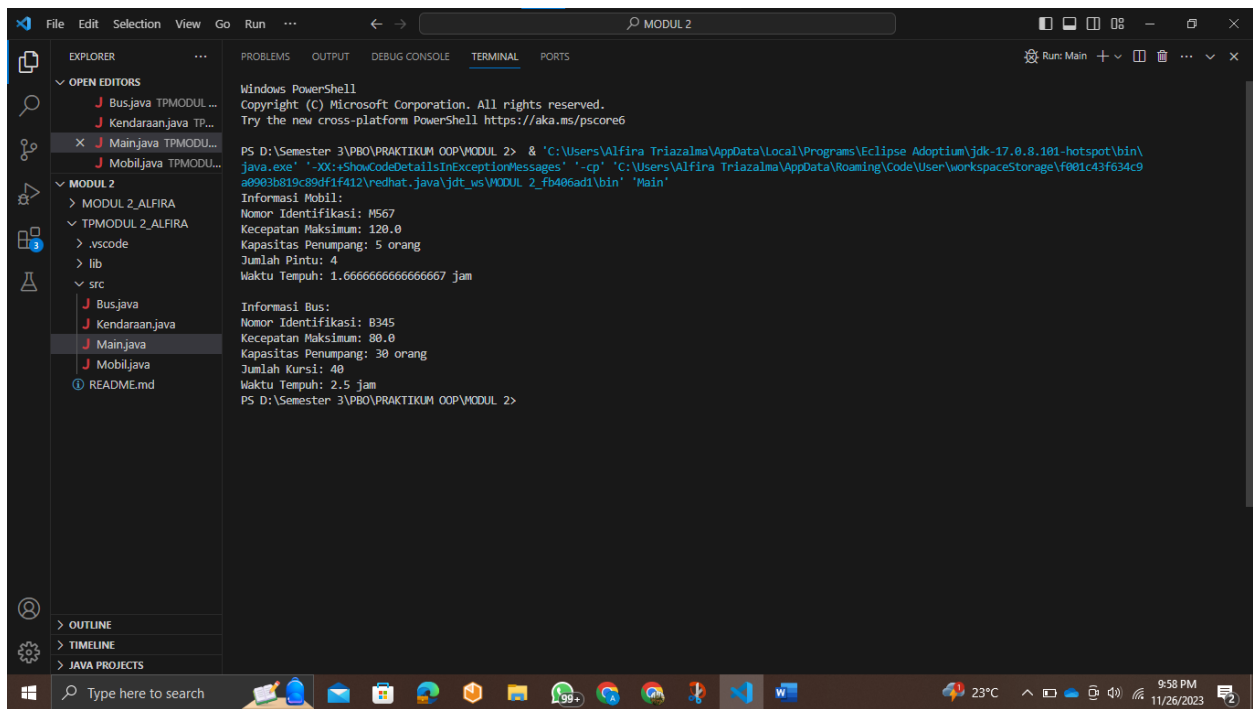 File Edit Selection View Go Run ···
MODUL 2
EXPLORER ···
OPEN EDITORS
J Bus.java TPMODUL ...
J Kendaraan.java TP...
J Main.java TPMODU...
J Mobil.java TPMODU...
MODUL 2
MODUL 2_ALFIRA
TPMODUL 2_ALFIRA
.vscode
lib
src
J Bus.java
J Kendaraan.java
J Main.java
J Mobil.java
README.md
OUTLINE
TIMELINE
JAVA PROJECTS
3
PROBLEMS OUTPUT DEBUG CONSOLE TERMINAL PORTS
Run: Main
Windows PowerShell
Copyright (C) Microsoft Corporation. All rights reserved.
Try the new cross-platform PowerShell https://aka.ms/pscore6
PS D:\Semester 3\PBO\PRAKTIKUM OOP\MODUL 2> & 'C:\Users\Alfira Triazalma\AppData\Local\Programs\Eclipse Adoptium\jdk-17.0.8.101-hotspot\bin\
java.exe' '-XX:+ShowCodeDetailsInExceptionMessages' '-cp' 'C:\Users\Alfira Triazalma\AppData\Roaming\Code\User\workspaceStorage\f001c43f634c9
a0903b819c89df1f412\redhat.java\jdt_ws\MODUL 2_fb406ad1\bin' 'Main'
Informasi Mobil:
Nomor Identifikasi: M567
Kecepatan Maksimum: 120.0
Kapasitas Penumpang: 5 orang
Jumlah Pintu: 4
Waktu Tempuh: 1.6666666666666667 jam
Informasi Bus:
Nomor Identifikasi: B345
Kecepatan Maksimum: 80.0
Kapasitas Penumpang: 30 orang
Jumlah Kursi: 40
Waktu Tempuh: 2.5 jam
PS D:\Semester 3\PBO\PRAKTIKUM OOP\MODUL 2>
Type here to search
99+
23°C
9:58 PM
11/26/2023
2